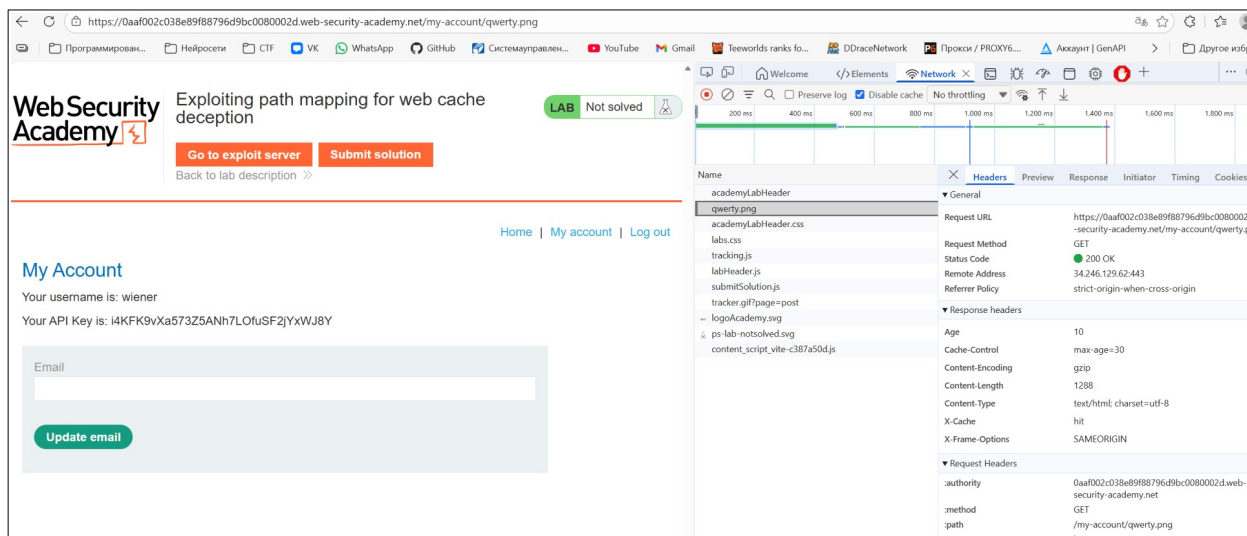 https://0aaf002c038e89f88796d9bc0080002d.web-security-academy.net/my-account/qwerty.png
Программирован... Нейросети CTF VK WhatsApp GitHub Системауправлен... YouTube Gmail Teeworlds ranks fo... DDraceNetwork Прокси / PROXY6.... Аккаунт | GenAPI Другое избр
Welcome Elements Network
Preserve log Disable cache No throttling
200 ms 400 ms 600 ms 800 ms 1,000 ms 1,200 ms 1,400 ms 1,600 ms 1,800 ms
WebSecurity Academy
Exploiting path mapping for web cache
deception
LAB Not solved
Go to exploit server Submit solution
Back to lab description
Home | My account | Log out
My Account
Your username is: wiener
Your API Key is: i4KFK9vXa573Z5ANh7LOfuSF2jYxWJ8Y
Email
Update email
Name
academyLabHeader
qwerty.png
academyLabHeader.css
labs.css
tracking.js
labHeader.js
submitSolution.js
tracker.gif?page=post
logoAcademy.svg
ps-lab-notsolved.svg
content_script_vite-c387a50d.js
Headers Preview Response Initiator Timing Cookies
General
Request URL https://0aaf002c038e89f88796d9bc0080002
-security-academy.net/my-account/qwerty.p
Request Method GET
Status Code 200 OK
Remote Address 34.246.129.62:443
Referrer Policy strict-origin-when-cross-origin
Response headers
Age 10
Cache-Control max-age=30
Content-Encoding gzip
Content-Length 1288
Content-Type text/html; charset=utf-8
X-Cache hit
X-Frame-Options SAMEORIGIN
Request Headers
:authority 0aaf002c038e89f88796d9bc0080002d.web-
security-academy.net
:method GET
:path /my-account/qwerty.png